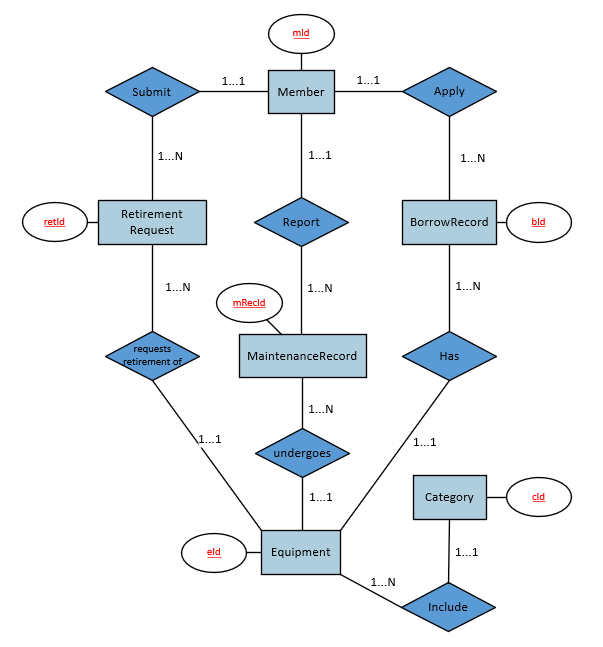 mId
Submit
1...1
Member
1...1
Apply
1...N
1...1
1...N
retId
Retirement
Request
Report
BorrowRecord
bId
1...N
mRecId
1...N
1...N
requests
retirement of
MaintenanceRecord
Has
1...N
1...1
undergoes
1...1
1...1
Category
cId
eId
Equipment
1...1
1...N
Include